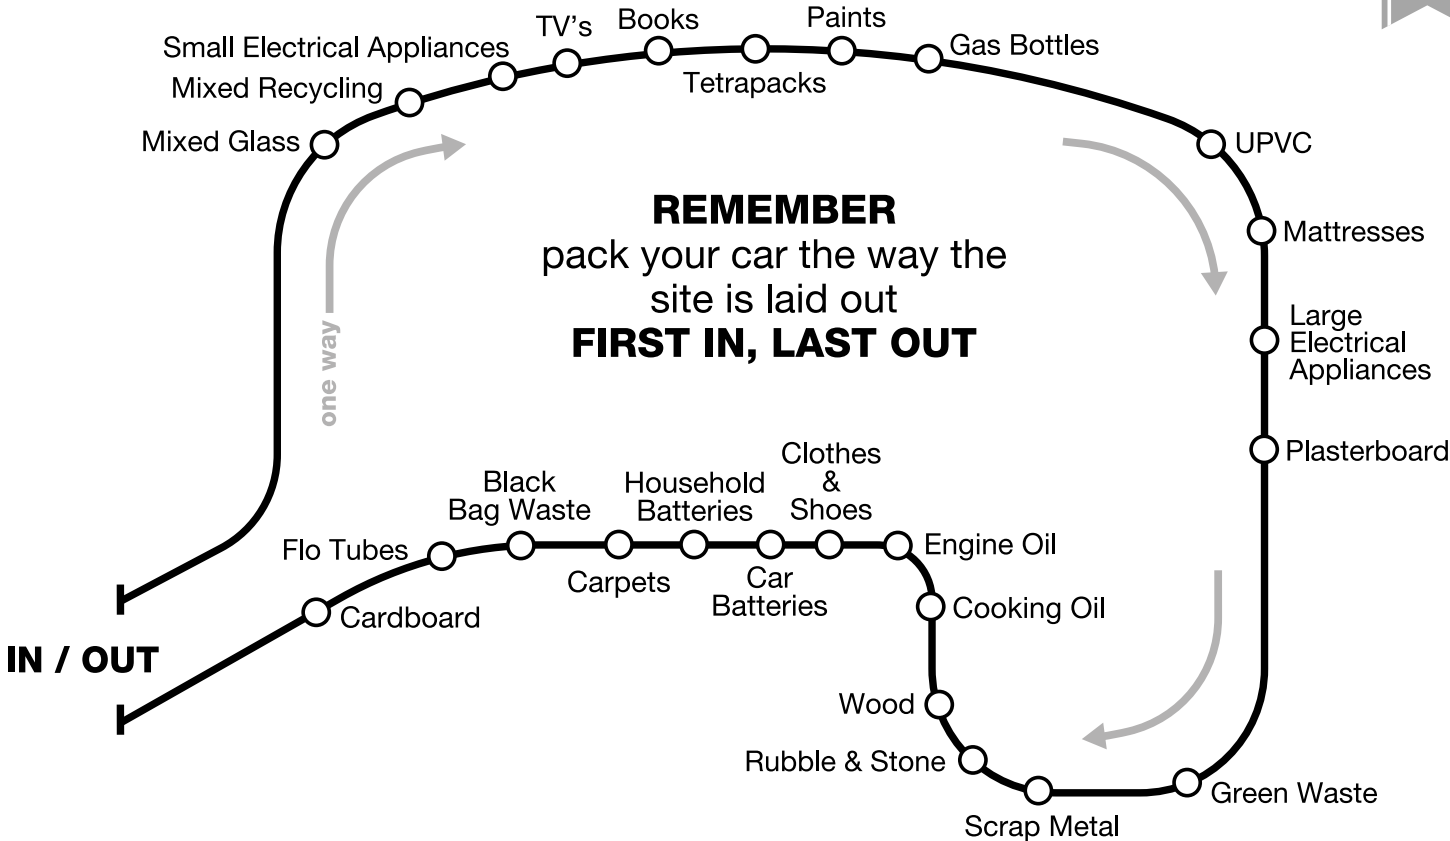 TV's
Books
Paints
Small Electrical Appliances
Gas Bottles
Mixed Recycling
Tetrapacks
Mixed Glass
UPVC
REMEMBER
pack your car the way the
site is laid out
FIRST IN, LAST OUT
Mattresses
Large
Electrical
Appliances
one way
Plasterboard
Clothes
&
Shoes
Black
Bag Waste
Household
Batteries
Flo Tubes
Engine Oil
Carpets
Car
Batteries
Cardboard
Cooking Oil
IN / OUT
Wood
Rubble & Stone
Green Waste
Scrap Metal